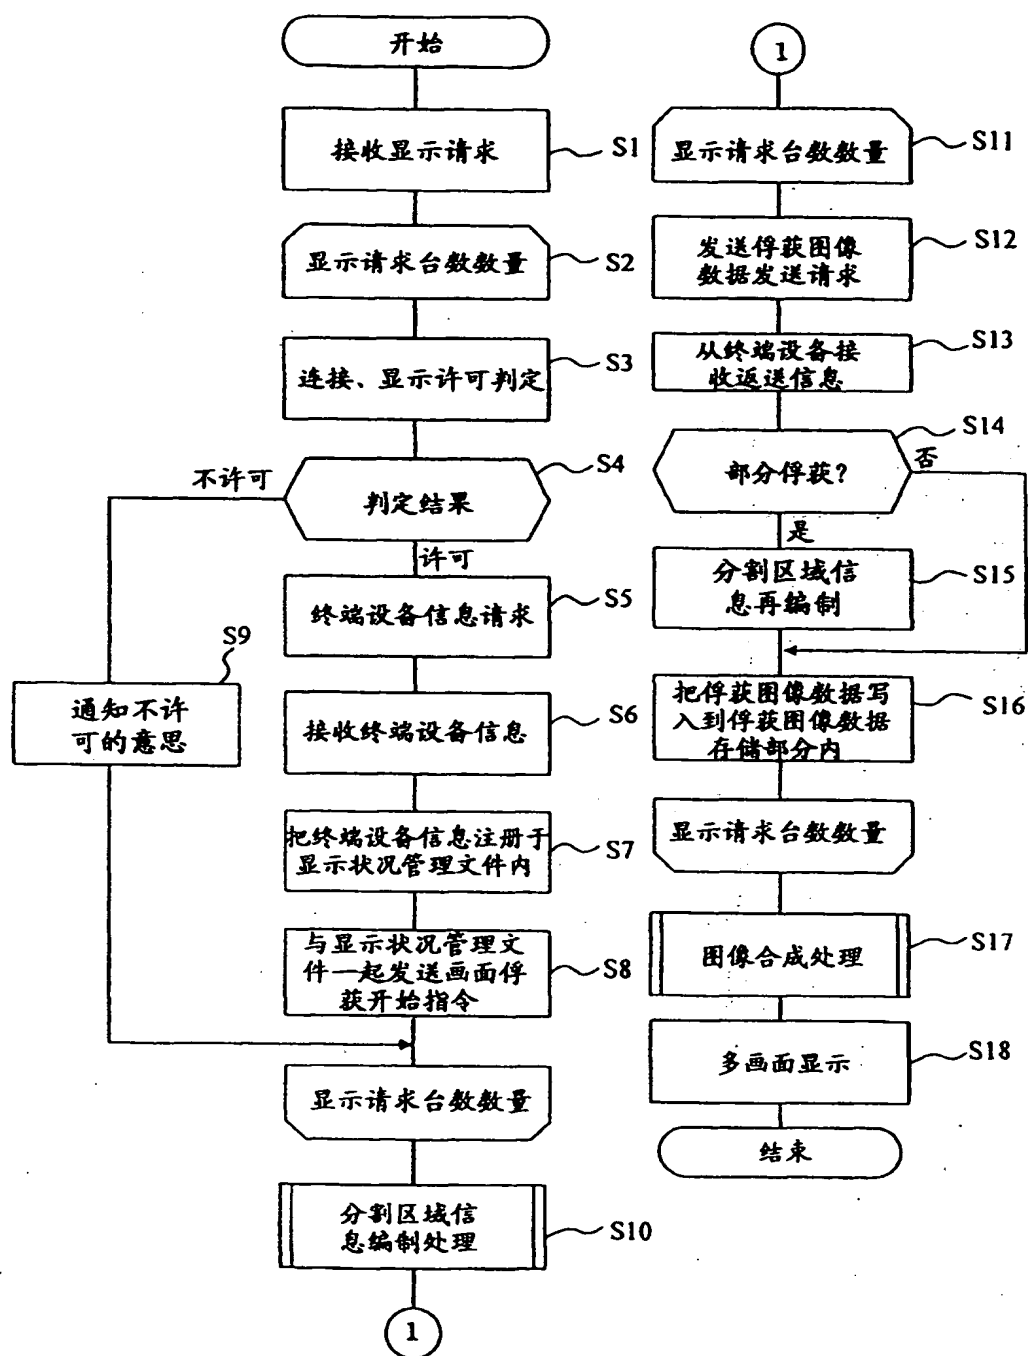 开始
接收显示请求
S1
显示请求台数数量
S2
连接、显示许可判定
S3
判定结果
S4
不许可
许可
终端设备信息请求
S5
接收终端设备信息
S6
把终端设备信息注册于
显示状况管理文件内
S7
与显示状况管理文
件一起发送画面俘
获开始指令
S8
S9
通知不许
可的意思
显示请求台数数量
分割区域信
息编制处理
S10
1
1
显示请求台数数量
S11
发送俘获图像
数据发送请求
S12
从终端设备接
收返送信息
S13
部分俘获?
S14
否
是
分割区域信
息再编制
S15
把俘获图像数据写
入到俘获图像数据
存储部分内
S16
显示请求台数数量
图像合成处理
S17
多画面显示
S18
结束